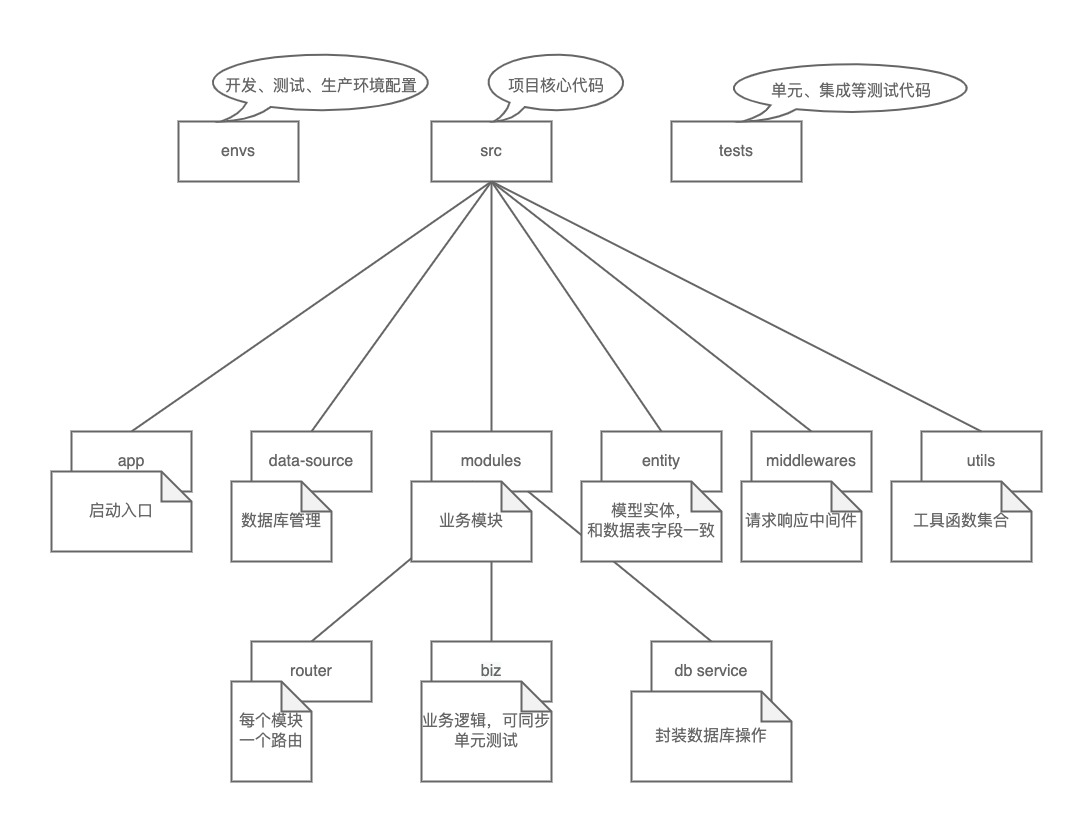 开发、测试、生产环境配置
项目核心代码
单元、集成等测试代码
envs
src
tests
app
data-source
modules
entity
middlewares
utils
启动入口
数据库管理
业务模块
模型实体，
和数据表字段一致
请求响应中间件
工具函数集合
router
biz
db service
每个模块
一个路由
业务逻辑，可同步
单元测试
封装数据库操作